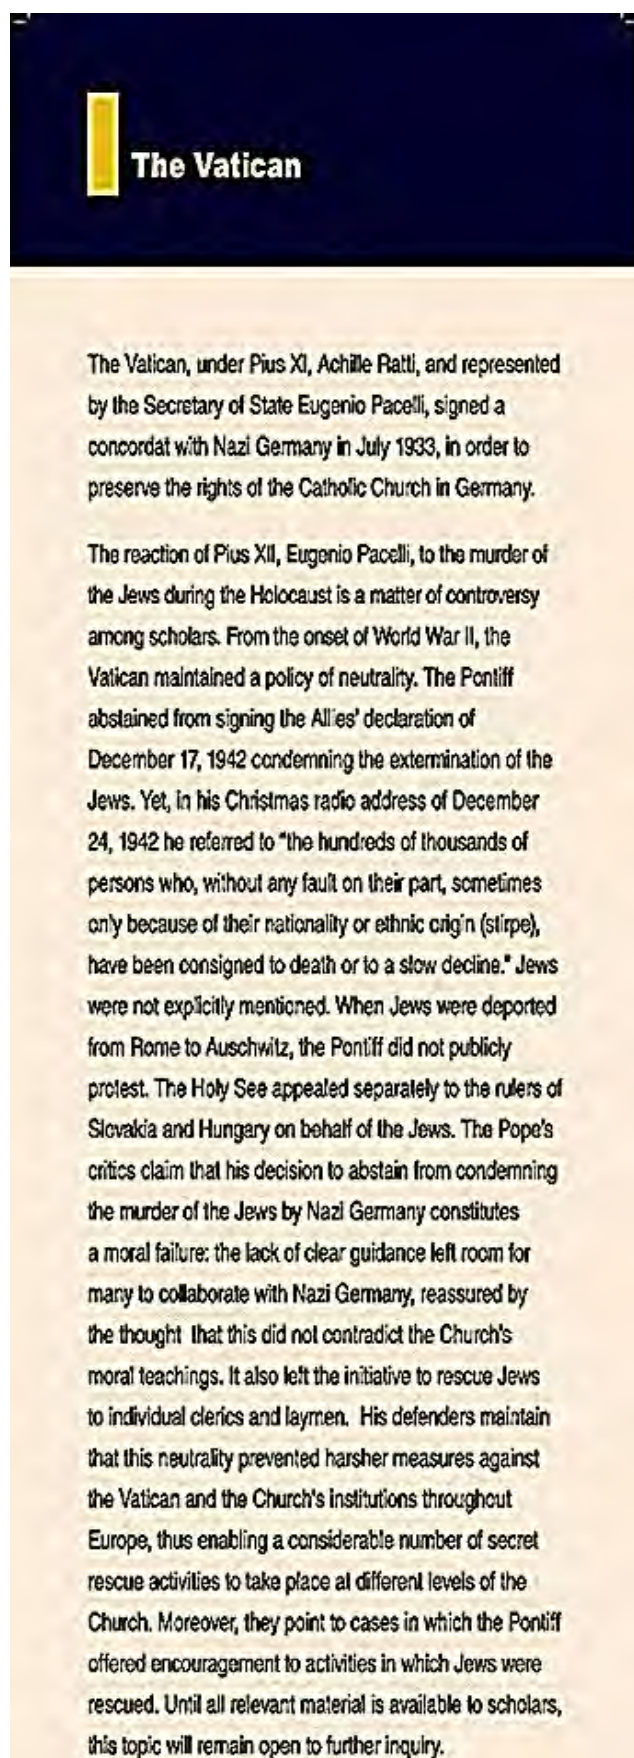 The Vatican
The Vatican, under Pius XI, Achille Ratti, and represented
by the Secretary of State Eugenio Pacelli, signed a
concordat with Nazi Germany in July 1933, in order to
preserve the rights of the Catholic Church in Germany.
The reaction of Pius XII, Eugenio Pacelli, to the murder of
the Jews during the Holocaust is a matter of controversy
among scholars. From the onset of World War II, the
Vatican maintained a policy of neutrality. The Pontiff
abstained from signing the Allies' declaration of
December 17, 1942 condemning the extermination of the
Jews. Yet, in his Christmas radio address of December
24, 1942 he referred to "the hundreds of thousands of
persons who, without any fault on their part, sometimes
only because of their nationality or ethnic origin (stirpe),
have been consigned to death or to a slow decline." Jews
were not explicitly mentioned. When Jews were deported
from Rome to Auschwitz, the Pontiff did not publicly
protest. The Holy See appealed separately to the rulers of
Slovakia and Hungary on behalf of the Jews. The Pope's
critics claim that his decision to abstain from condemning
the murder of the Jews by Nazi Germany constitutes
a moral failure: the lack of clear guidance left room for
many to collaborate with Nazi Germany, reassured by
the thought that this did not contradict the Church's
moral teachings. It also left the initiative to rescue Jews
to individual clerics and laymen. His defenders maintain
that this neutrality prevented harsher measures against
the Vatican and the Church's institutions throughout
Europe, thus enabling a considerable number of secret
rescue activities to take place at different levels of the
Church. Moreover, they point to cases in which the Pontiff
offered encouragement to activities in which Jews were
rescued. Until all relevant material is available to scholars,
this topic will remain open to further inquiry.